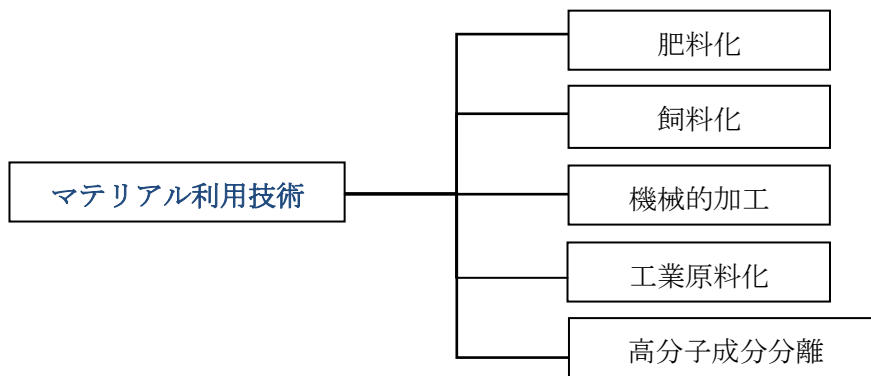 肥料化
飼料化
マテリアル利用技術
機械的加工
工業原料化
高分子成分分離